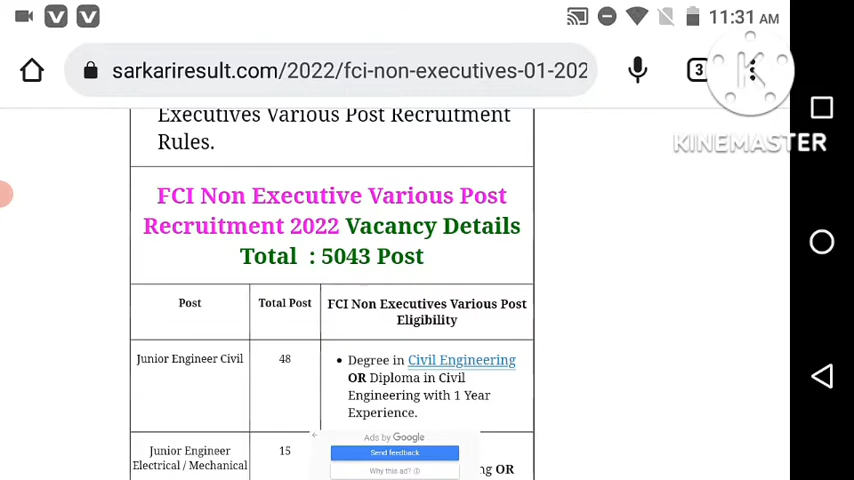 11:31 AM
sarkariresult.com/2022/fci-non-executives-01-202
3
KINEMASTER
Executives Various Post Recruitment
Rules.
FCI Non Executive Various Post
Recruitment 2022 Vacancy Details
Total : 5043 Post
Post
Total Post
FCI Non Executives Various Post
Eligibility
Junior Engineer Civil
48
• Degree in Civil Engineering
OR Diploma in Civil
Engineering with 1 Year
Experience.
Junior Engineer
Electrical / Mechanical
15
Ads by Google
Send feedback
Why this ad?
ng OR